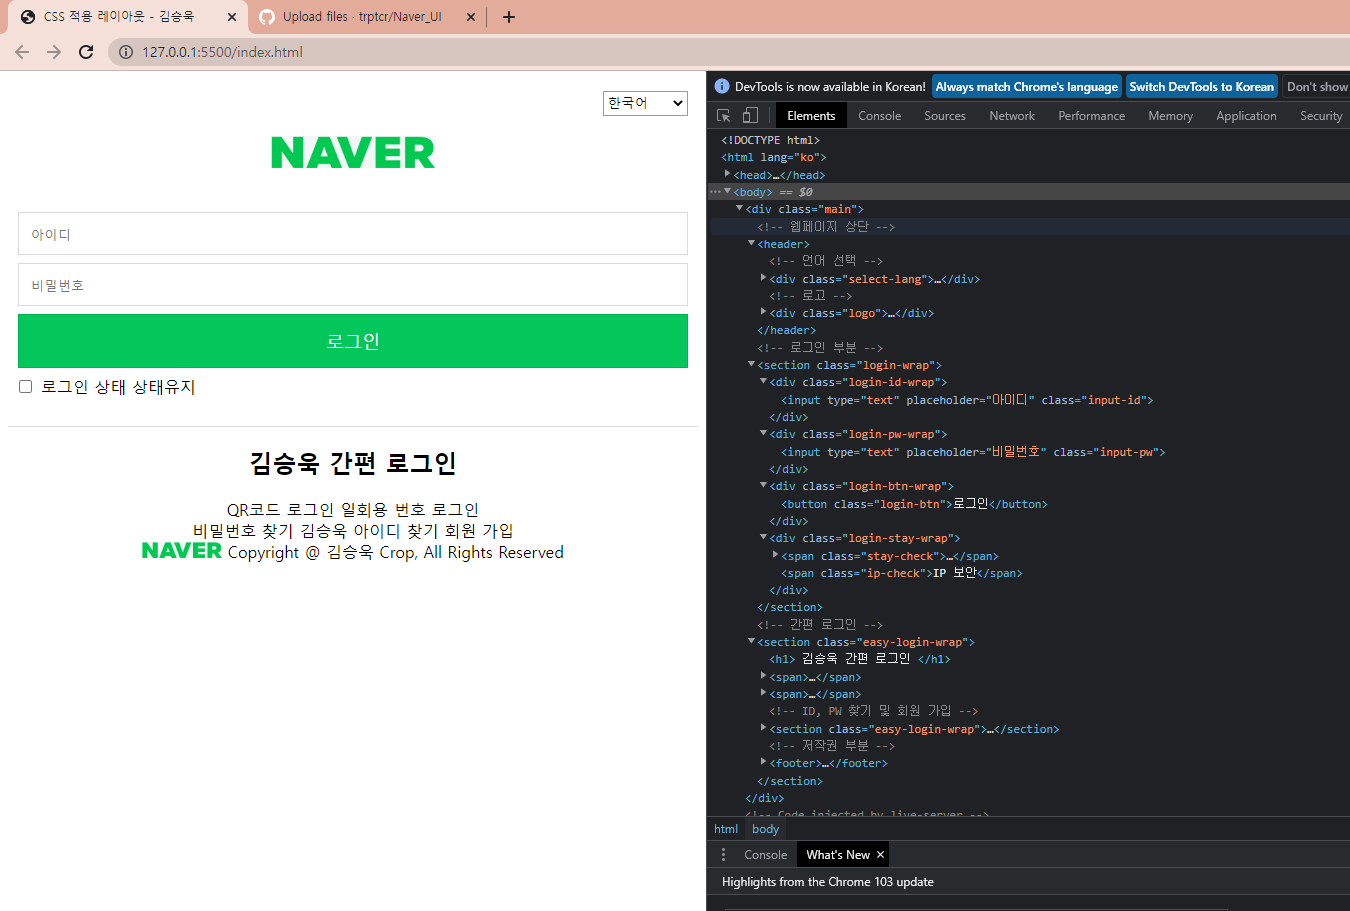 CSS 적용 레이아웃 - 김승욱
Upload files · trptcr/Naver_UI
127.0.0.1:5500/index.html
한국어
NAVER
아이디
비밀번호
로그인
로그인 상태 상태유지
김승욱 간편 로그인
QR코드 로그인 일회용 번호 로그인
비밀번호 찾기 김승욱 아이디 찾기 회원 가입
NAVER Copyright @ 김승욱 Crop, All Rights Reserved
DevTools is now available in Korean! Always match Chrome's language Switch DevTools to Korean Don't show
Elements Console Sources Network Performance Memory Application Security
<!DOCTYPE html>
<html lang="ko">
<head>…</head>
<body> == $0
<div class="main">
<!-- 웹페이지 상단 -->
<header>
<!-- 언어 선택 -->
<div class="select-lang">…</div>
<!-- 로고 -->
<div class="logo">…</div>
</header>
<!-- 로그인 부분 -->
<section class="login-wrap">
<div class="login-id-wrap">
<input type="text" placeholder="아이디" class="input-id">
</div>
<div class="login-pw-wrap">
<input type="text" placeholder="비밀번호" class="input-pw">
</div>
<div class="login-btn-wrap">
<button class="login-btn">로그인</button>
</div>
<div class="login-stay-wrap">
<span class="stay-check">…</span>
<span class="ip-check">IP 보안</span>
</div>
</section>
<!-- 간편 로그인 -->
<section class="easy-login-wrap">
<h1> 김승욱 간편 로그인 </h1>
<span>…</span>
<span>…</span>
<!-- ID, PW 찾기 및 회원 가입 -->
<section class="easy-login-wrap">…</section>
<!-- 저작권 부분 -->
<footer>…</footer>
</section>
</div>
<!-- Code injected by live-server -->
html body
Console What's New
Highlights from the Chrome 103 update